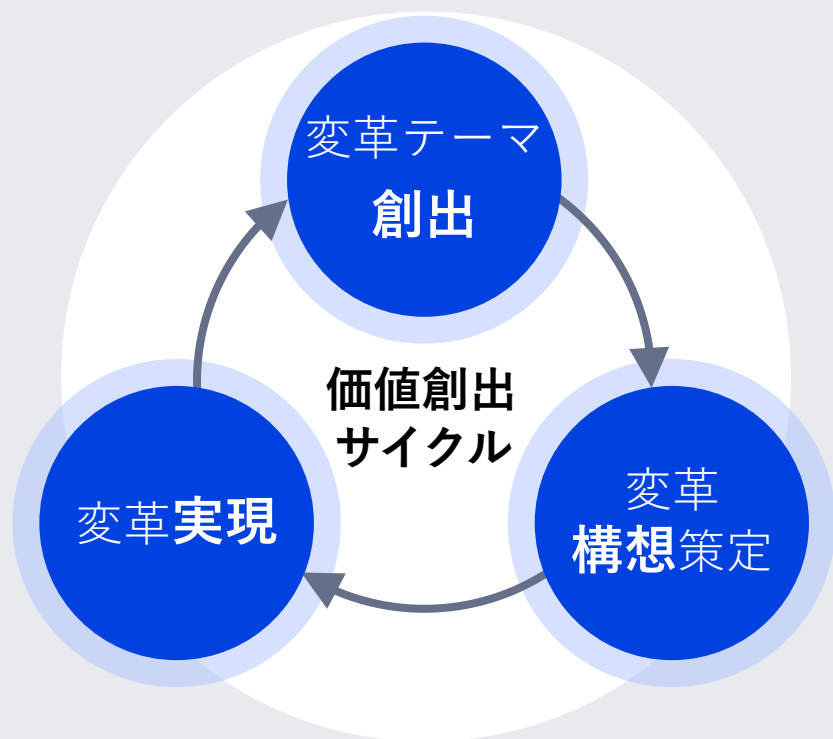 変革テーマ
創出
価値創出
サイクル
変革
構想策定
変革実現